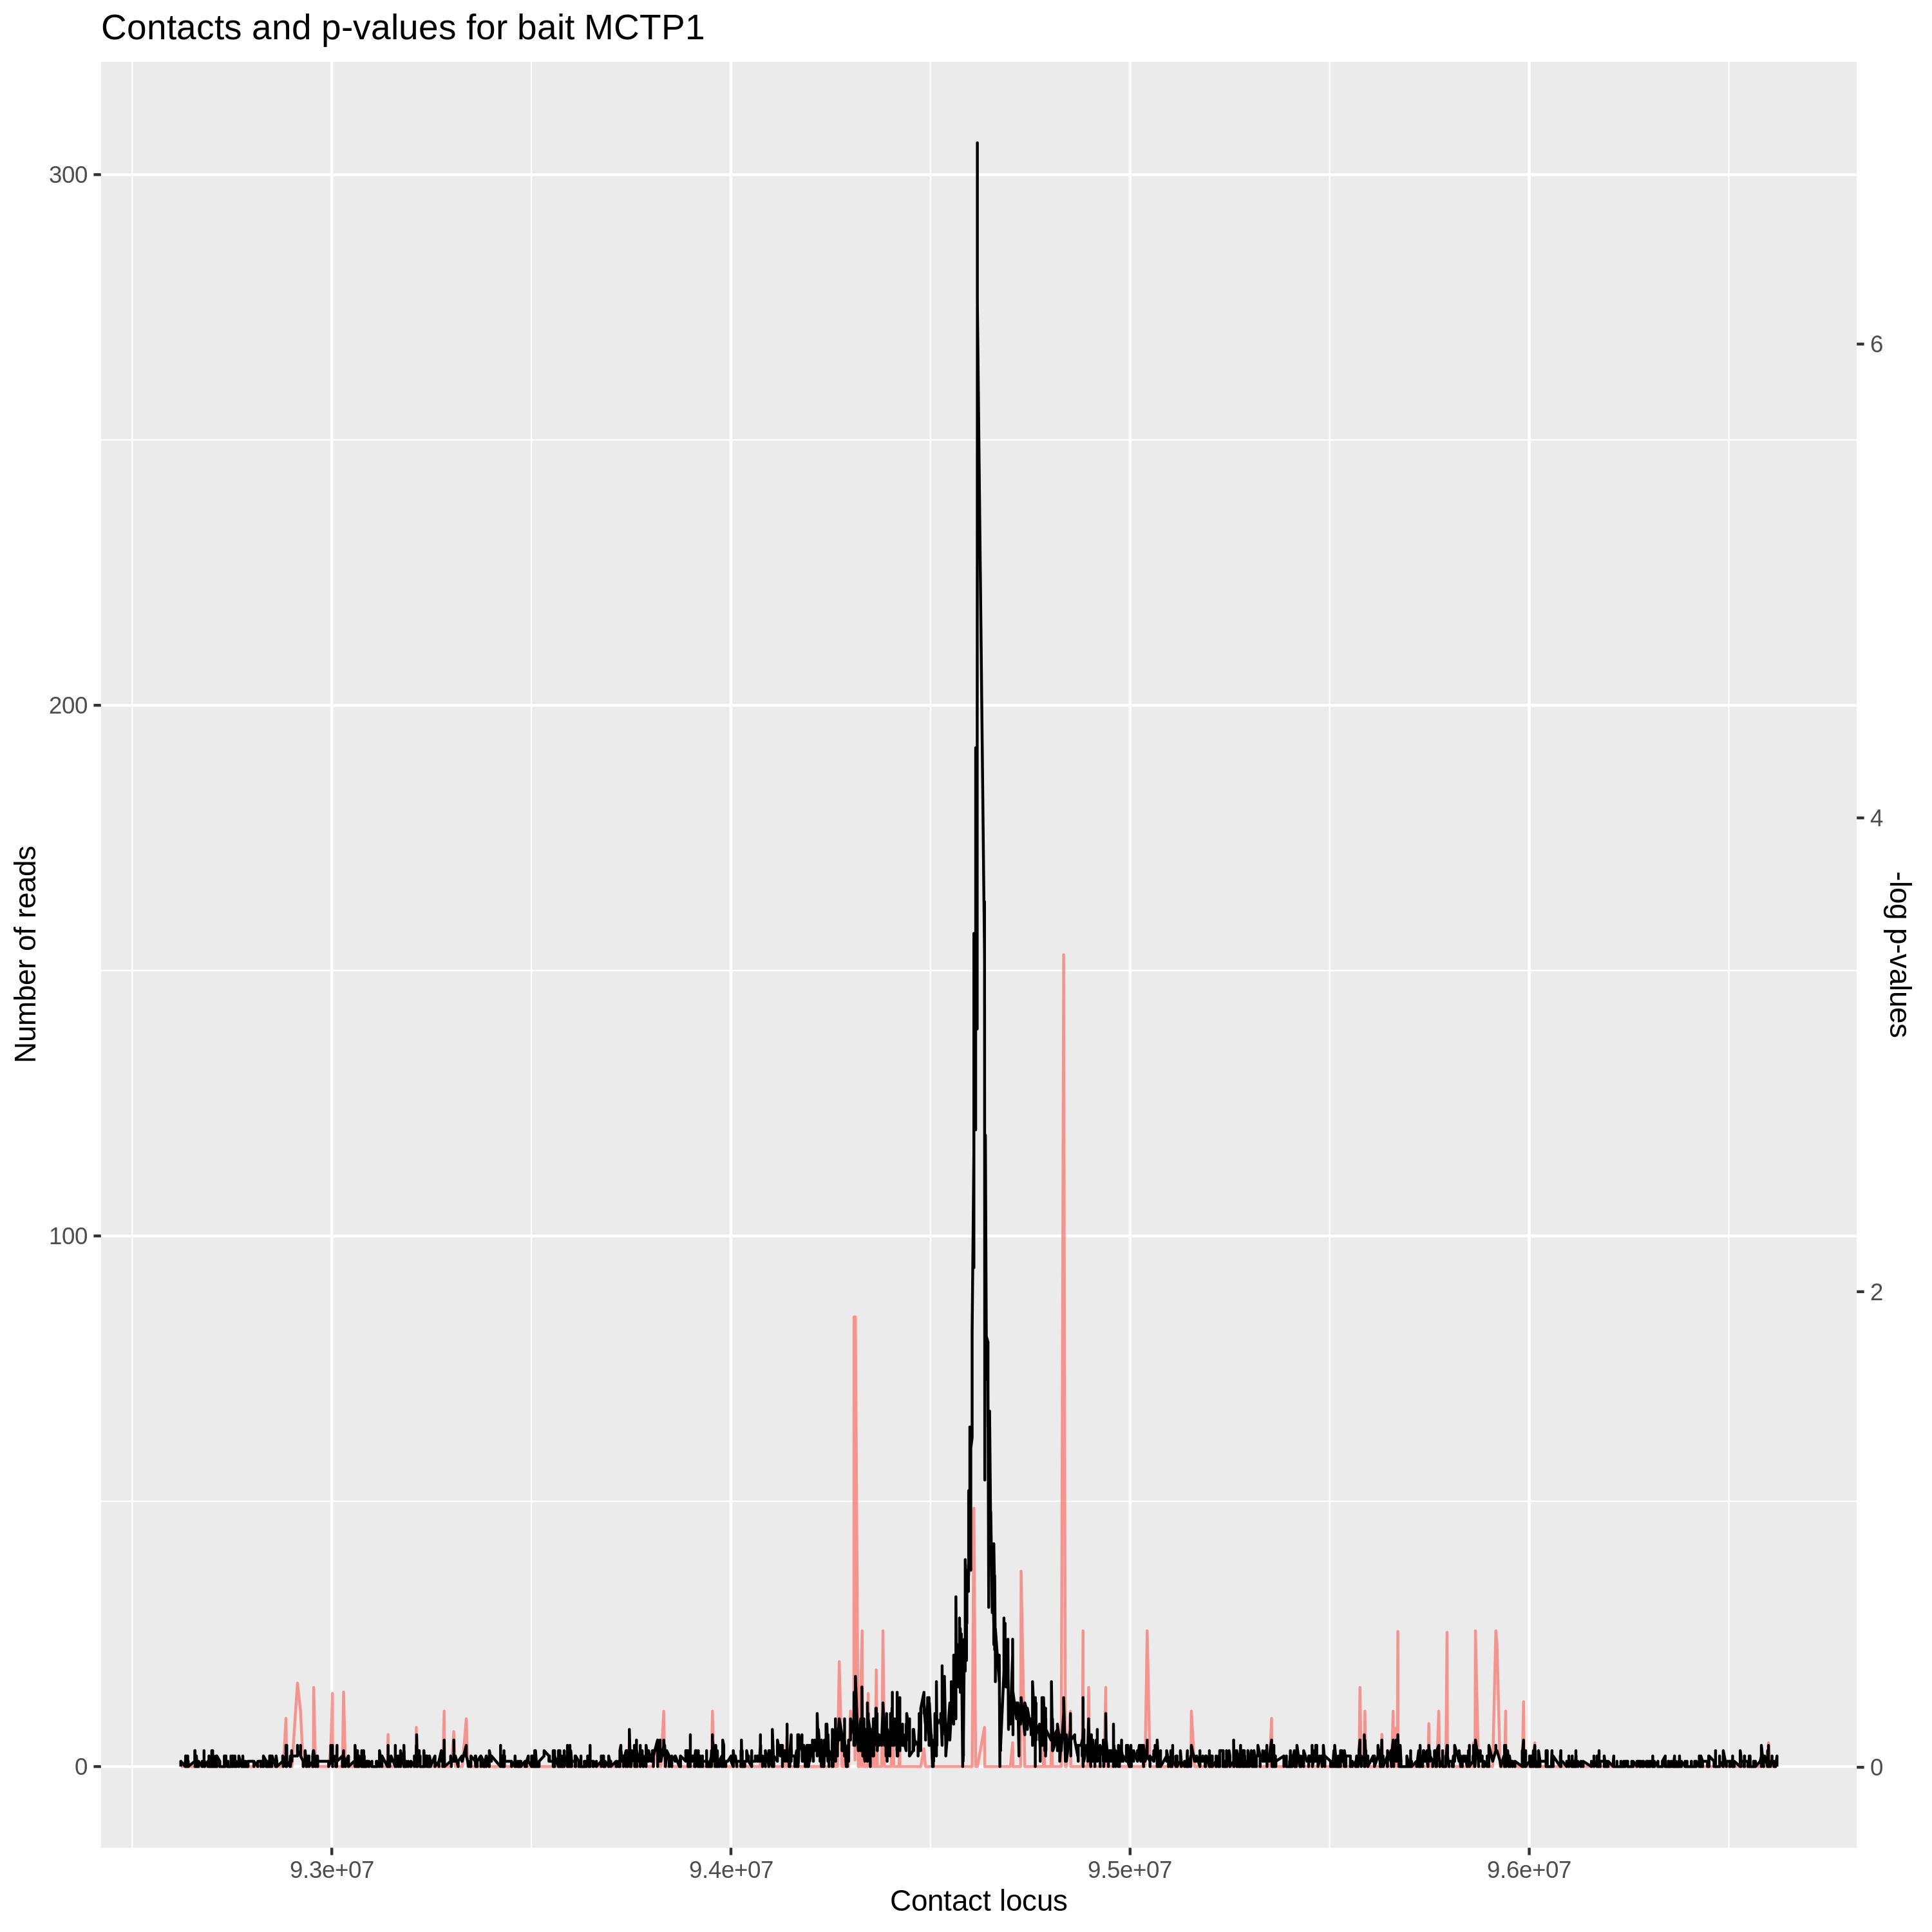 Contacts and p-values for bait MCTP1
300
200
100
0
Number of reads
6
4
2
0
-log p-values
9.3e+07 9.4e+07 9.5e+07 9.6e+07
Contact locus